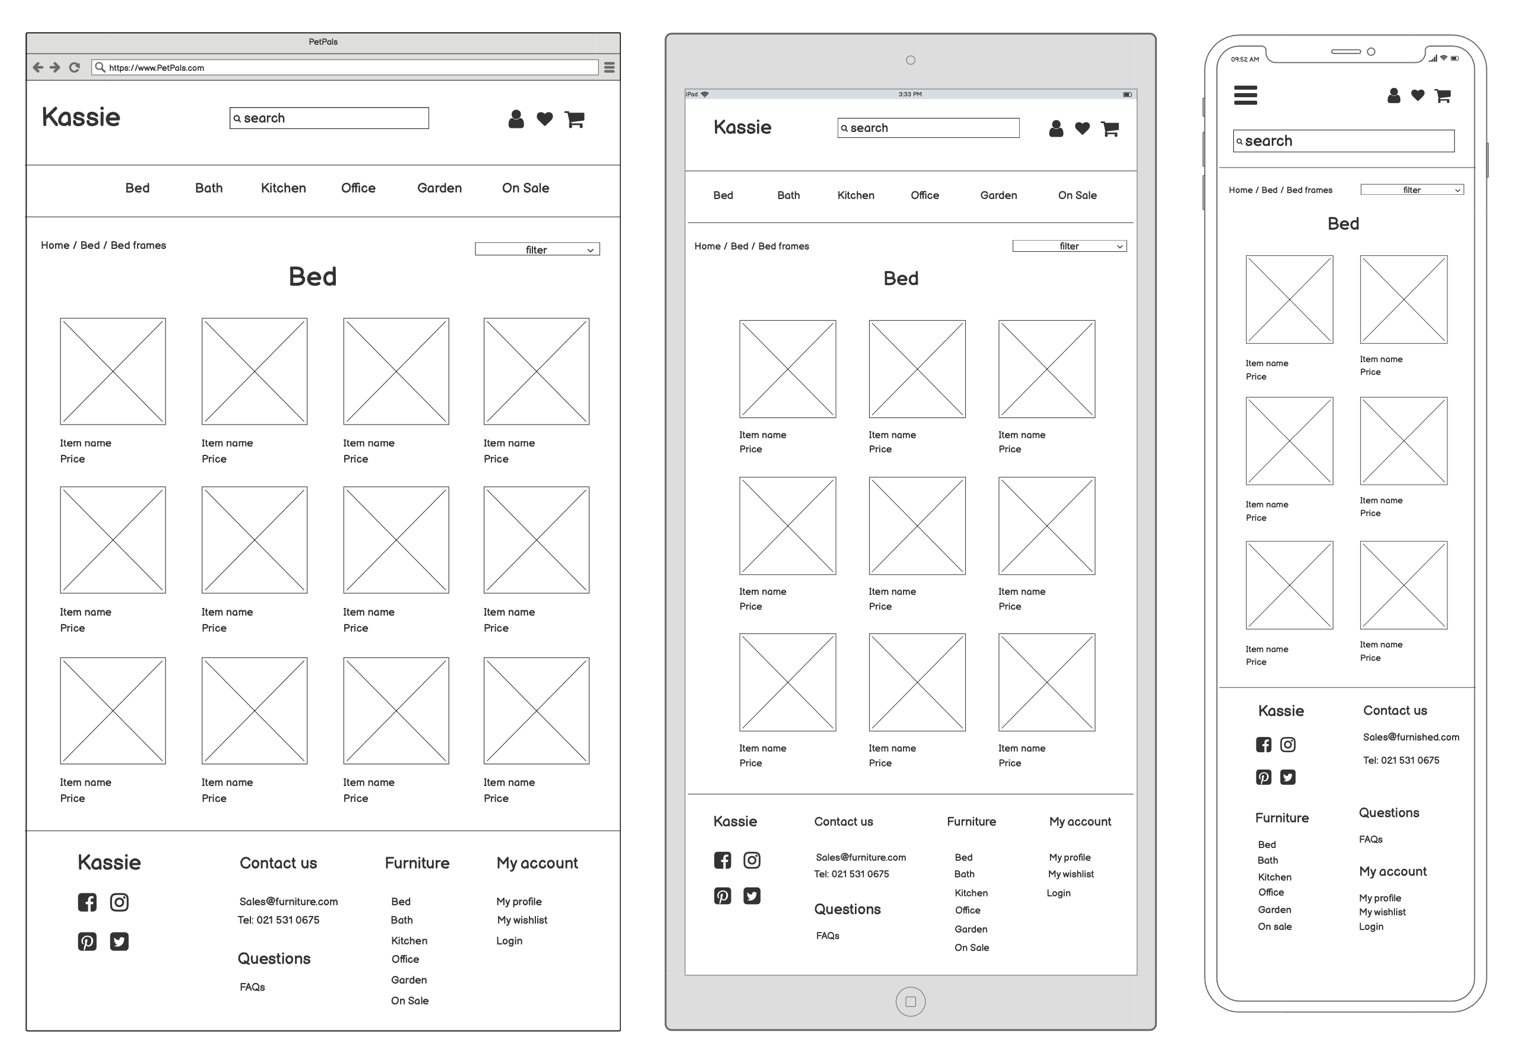 PetPals
https://www.PetPals.com
Kassie
search
Bed Bath Kitchen Office Garden On Sale
Home / Bed / Bed frames
filter
Bed
Item name Item name Item name Item name
Price Price Price Price
Item name Item name Item name Item name
Price Price Price Price
Item name Item name Item name Item name
Price Price Price Price
Kassie
Contact us
Sales@furniture.com
Tel: 021 531 0675
Questions
FAQs
Furniture
Bed
Bath
Kitchen
Office
Garden
On Sale
My account
My profile
My wishlist
Login
iPad
3:33 PM
Kassie
search
Bed Bath Kitchen Office Garden On Sale
Home / Bed / Bed frames
filter
Bed
Item name Item name Item name
Price Price Price
Item name Item name Item name
Price Price Price
Item name Item name Item name
Price Price Price
Kassie
Contact us
Sales@furniture.com
Tel: 021 531 0675
Questions
FAQs
Furniture
Bed
Bath
Kitchen
Office
Garden
On Sale
My account
My profile
My wishlist
Login
09:52 AM
search
Home / Bed / Bed frames
filter
Bed
Item name Item name
Price Price
Item name Item name
Price Price
Item name Item name
Price Price
Kassie
Contact us
Sales@furnished.com
Tel: 021 531 0675
Furniture
Bed
Bath
Kitchen
Office
Garden
On sale
Questions
FAQs
My account
My profile
My wishlist
Login